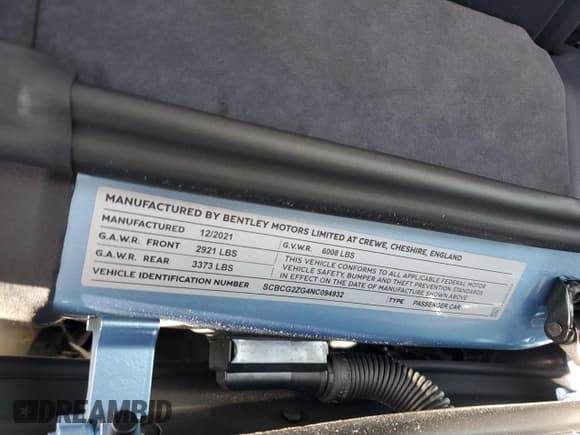 MANUFACTURED BY BENTLEY MOTORS LIMITED AT CREWE, CHESHIRE, ENGLAND
MANUFACTURED 12/2021
G.A.W.R. FRONT 2921 LBS G.V.W.R. 6008 LBS
G.A.W.R. REAR 3373 LBS
THIS VEHICLE CONFORMS TO ALL APPLICABLE FEDERAL MOTOR
VEHICLE SAFETY, BUMPER AND THEFT PREVENTION STANDARDS
IN EFFECT ON THE DATE OF MANUFACTURE SHOWN ABOVE
VEHICLE IDENTIFICATION NUMBER SCBCG2ZG4NC094932 TYPE PASSENGER CAR
DREAMBID